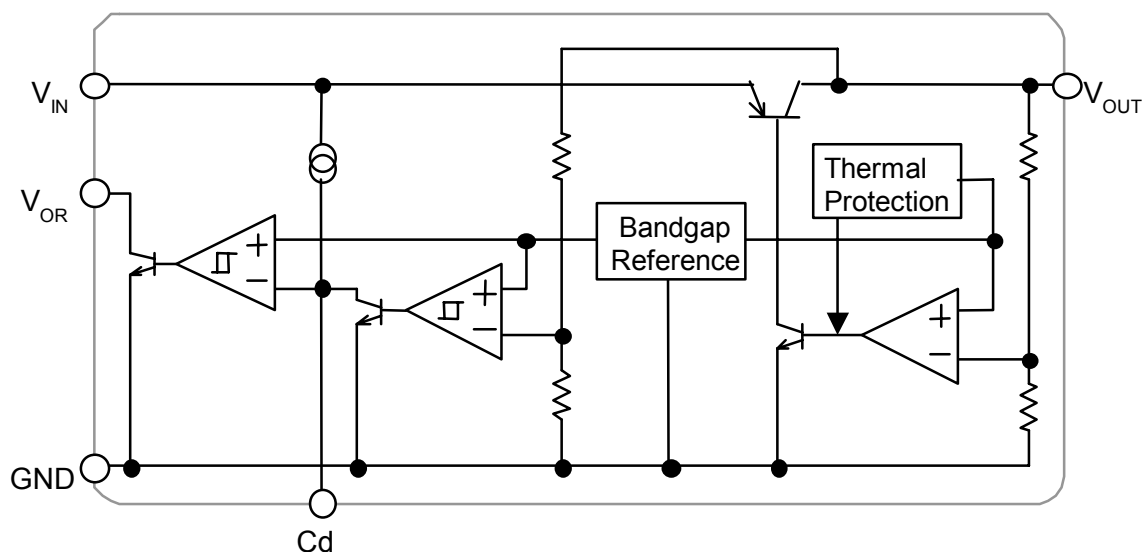 V_IN
V_OUT
Thermal
Protection
V_OR
Bandgap
Reference
+
−
+
−
+
−
GND
Cd